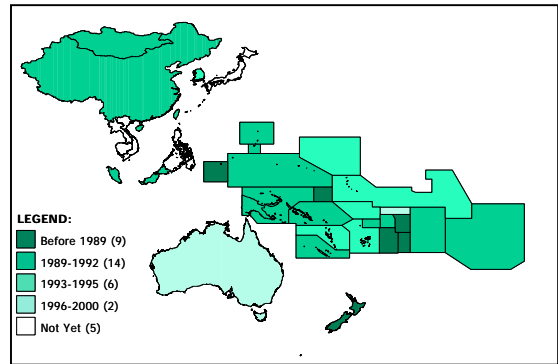 LEGEND:
Before 1989 (9)
1989-1992 (14)
1993-1995 (6)
1996-2000 (2)
Not Yet (5)